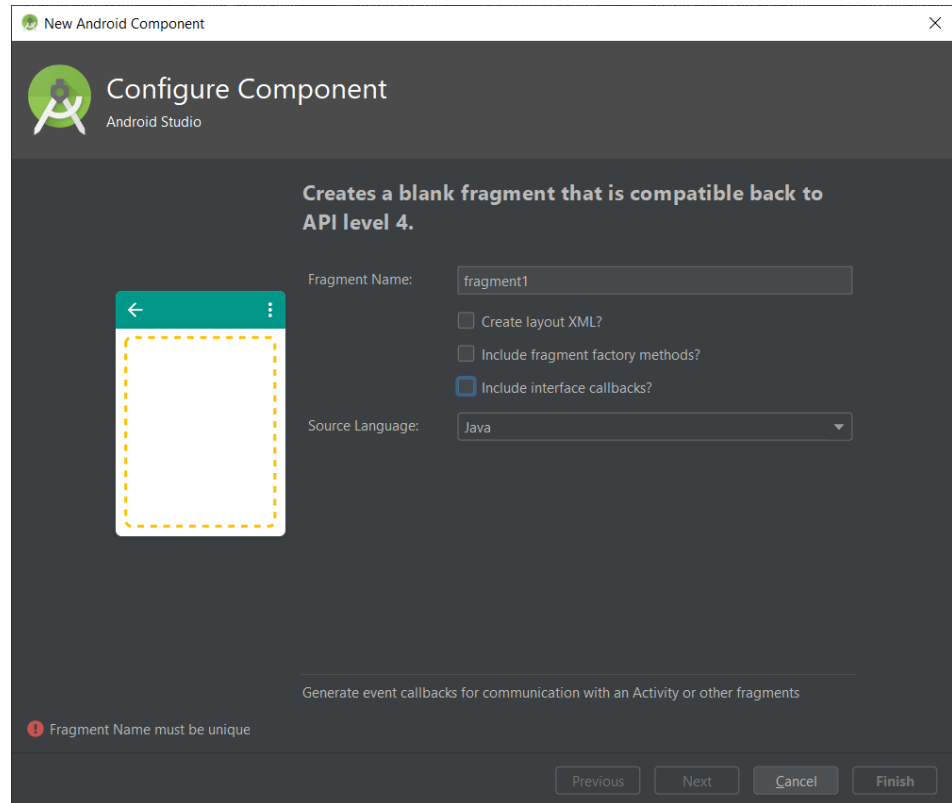 New Android Component
Configure Component
Android Studio
Creates a blank fragment that is compatible back to
API level 4.
Fragment Name:
fragment1
Create layout XML?
Include fragment factory methods?
Include interface callbacks?
Source Language:
Java
Generate event callbacks for communication with an Activity or other fragments
Fragment Name must be unique
Previous
Next
Cancel
Finish